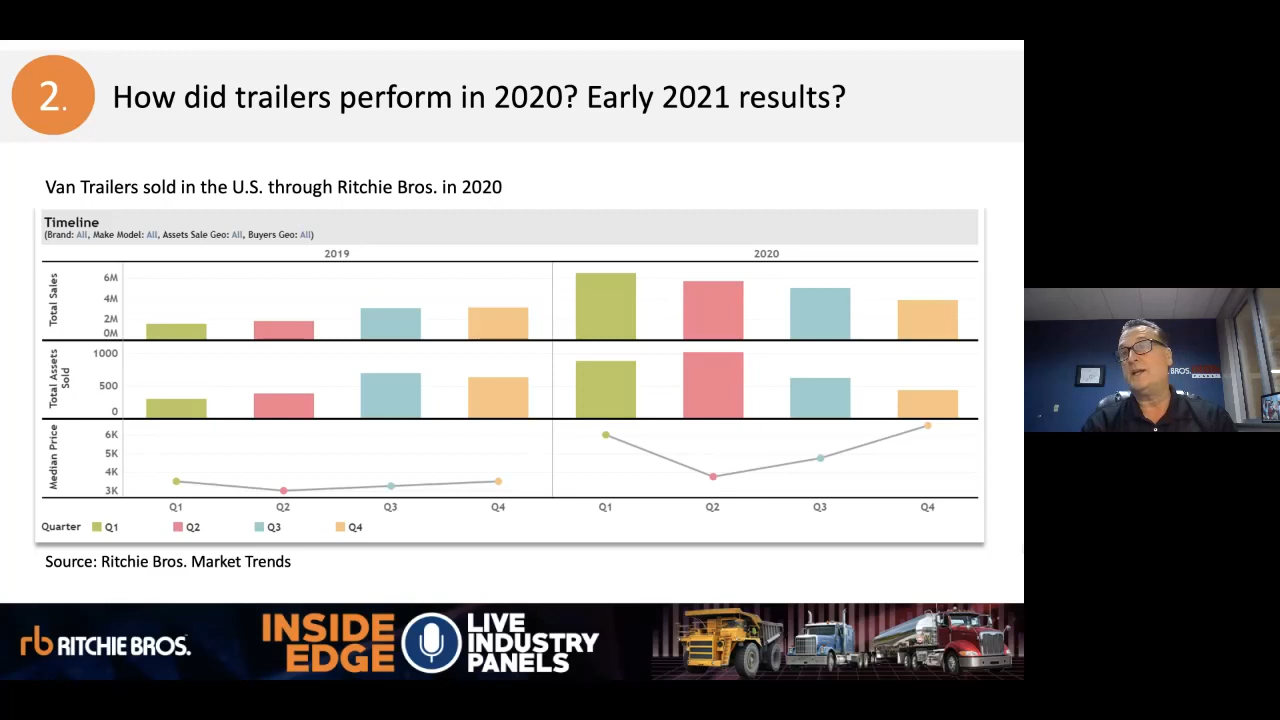 2.
How did trailers perform in 2020? Early 2021 results?
Van Trailers sold in the U.S. through Ritchie Bros. in 2020
Timeline
(Brand: All, Make Model: All, Assets Sale Geo: All, Buyers Geo: All)
2019
2020
Total Sales
6M
4M
2M
0M
Total Assets
Sold
1000
500
0
Median Price
6K
5K
4K
3K
Q1 Q2 Q3 Q4 Q1 Q2 Q3 Q4
Quarter Q1 Q2 Q3 Q4
Source: Ritchie Bros. Market Trends
rb RITCHIE BROS.
INSIDE
EDGE
LIVE
INDUSTRY
PANELS
BROS.